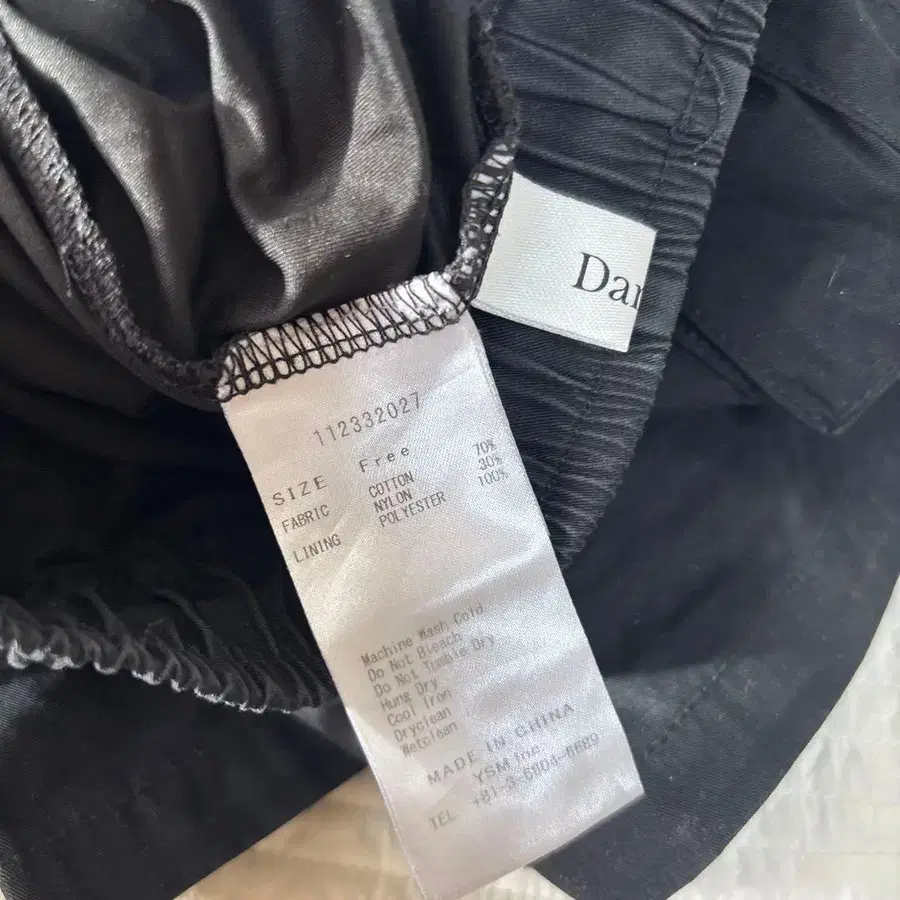 Dar
112332027
SIZE Free
FABRIC COTTON 70%
NYLON 30%
LINING POLYESTER 100%
Machine Wash Cold
Do Not Bleach
Do Not Tumble Dry
Hung Dry
Cool Iron
Dryclean
Wetclean
MADE IN CHINA
YSM Inc
TEL +81-3-6804-6669